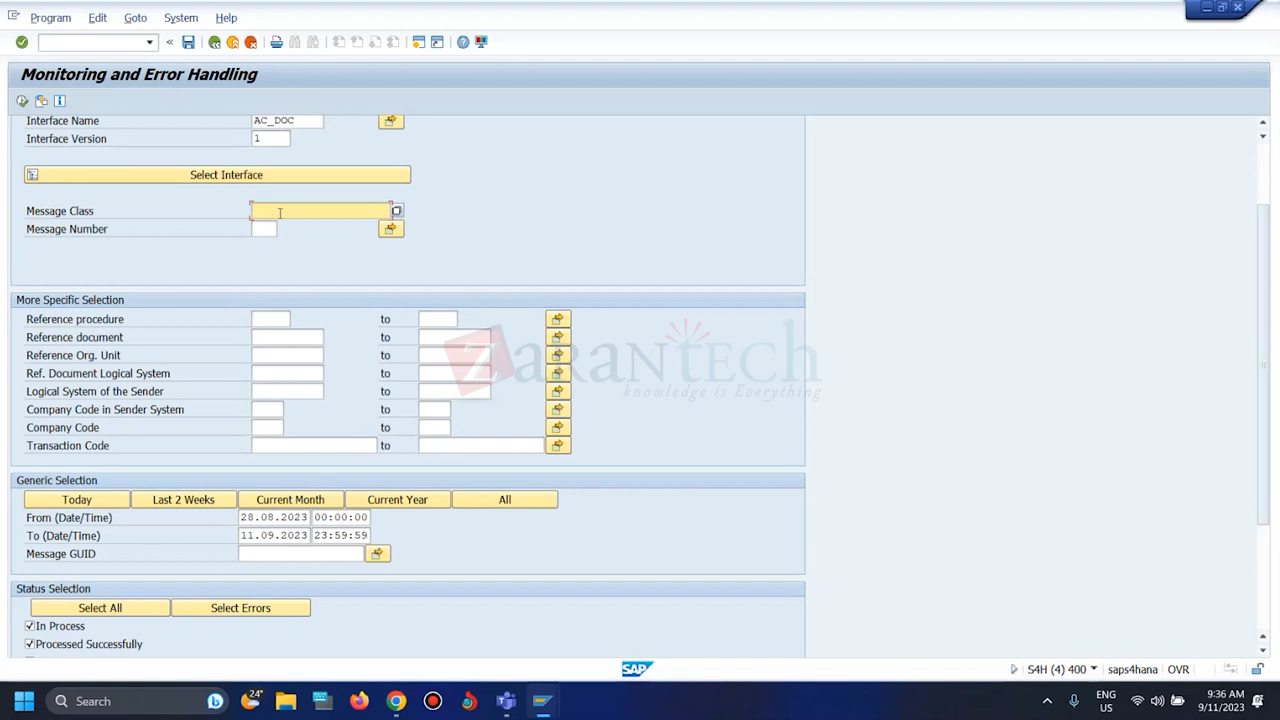 Program Edit Goto System Help
Monitoring and Error Handling
Interface Name AC_DOC
Interface Version 1
Select Interface
Message Class
Message Number
More Specific Selection
Reference procedure to
Reference document to
Reference Org. Unit to
Ref. Document Logical System to
Logical System of the Sender to
Company Code in Sender System to
Company Code to
Transaction Code to
ZARANTECH
knowledge is Everything
Generic Selection
Today Last 2 Weeks Current Month Current Year All
From (Date/Time) 28.08.2023 00:00:00
To (Date/Time) 11.09.2023 23:59:59
Message GUID
Status Selection
Select All Select Errors
In Process
Processed Successfully
SAP S4H (4) 400 saps4hana OVR
Search 24° ENG US 9:36 AM 9/11/2023